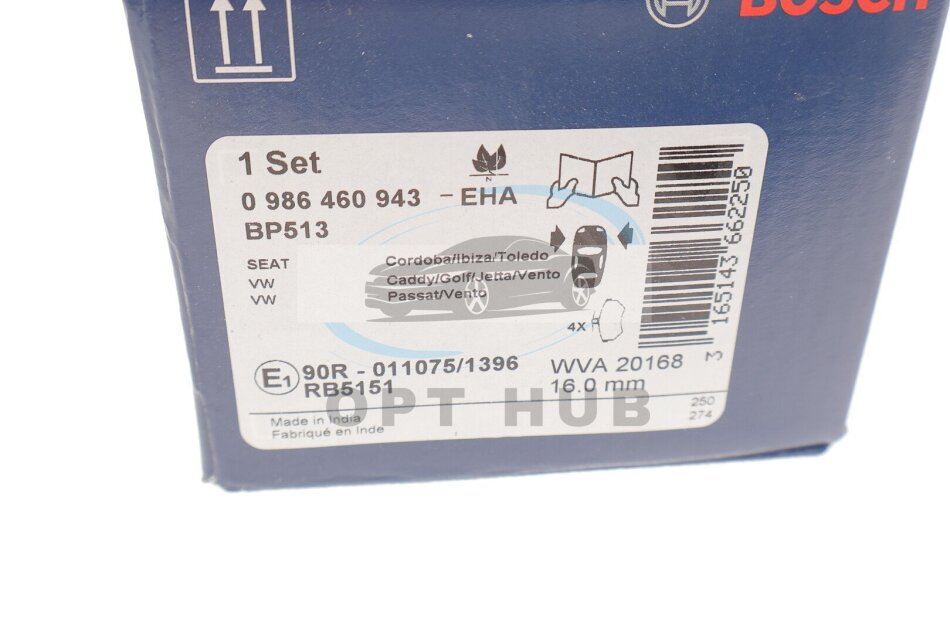 BOSCH
1 Set
0 986 460 943 - EHA
BP513
SEAT Cordoba/Ibiza/Toledo
VW Caddy/Golf/Jetta/Vento
VW Passat/Vento
4X
3 165143 662250
E1 90R - 011075/1396
RB5151
WVA 20168
16.0 mm
OPT HUB
250
274
Made in India
Fabriqué en Inde